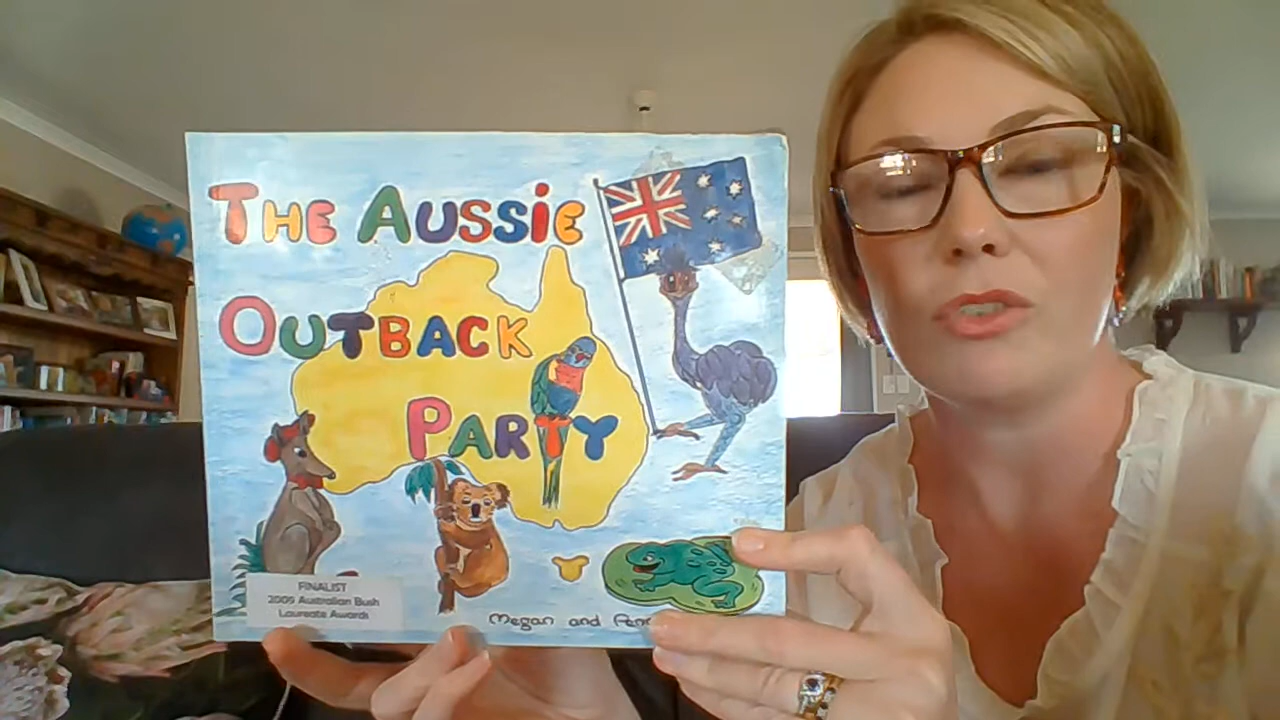 THE AUSSIE
OUTBACK
PARTY
FINALIST
2009 Australian Bush
Laureate Awards
Megan and